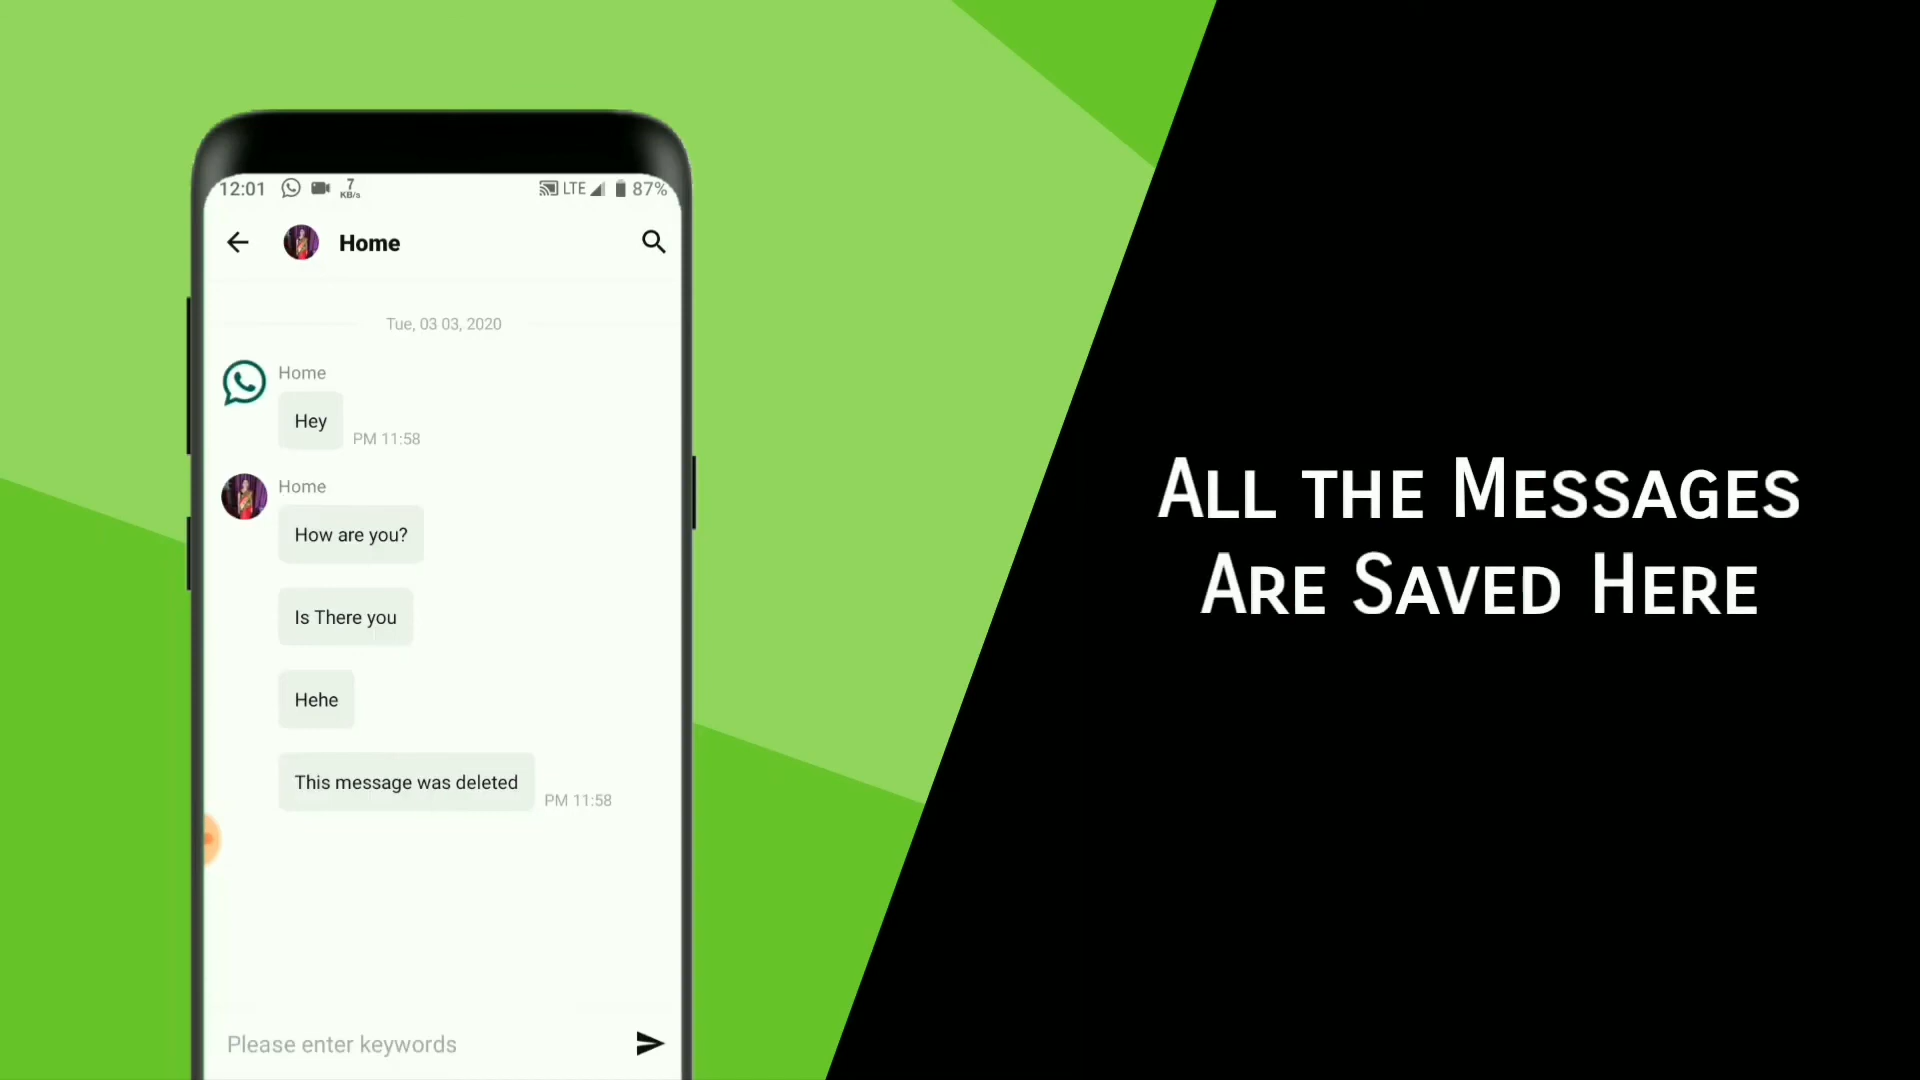 12:01 7 KB/s LTE 87%
Home
Tue, 03 03, 2020
Home
Hey PM 11:58
Home
How are you?
Is There you
Hehe
This message was deleted PM 11:58
Please enter keywords
All the Messages
Are Saved Here